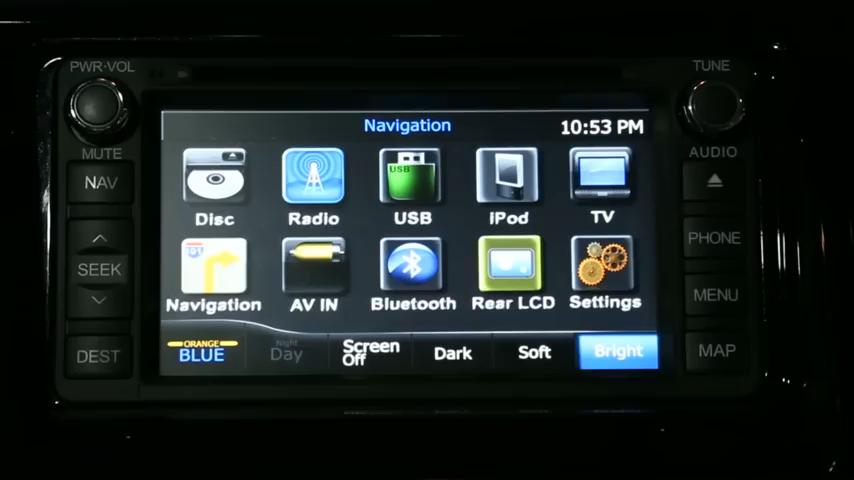 PWR·VOL
TUNE
Navigation
10:53 PM
MUTE
AUDIO
NAV
USB
Disc
Radio
USB
iPod
TV
PHONE
SEEK
Navigation
AV IN
Bluetooth
Rear LCD
Settings
MENU
DEST
ORANGE
BLUE
Night
Day
Screen
Off
Dark
Soft
Bright
MAP